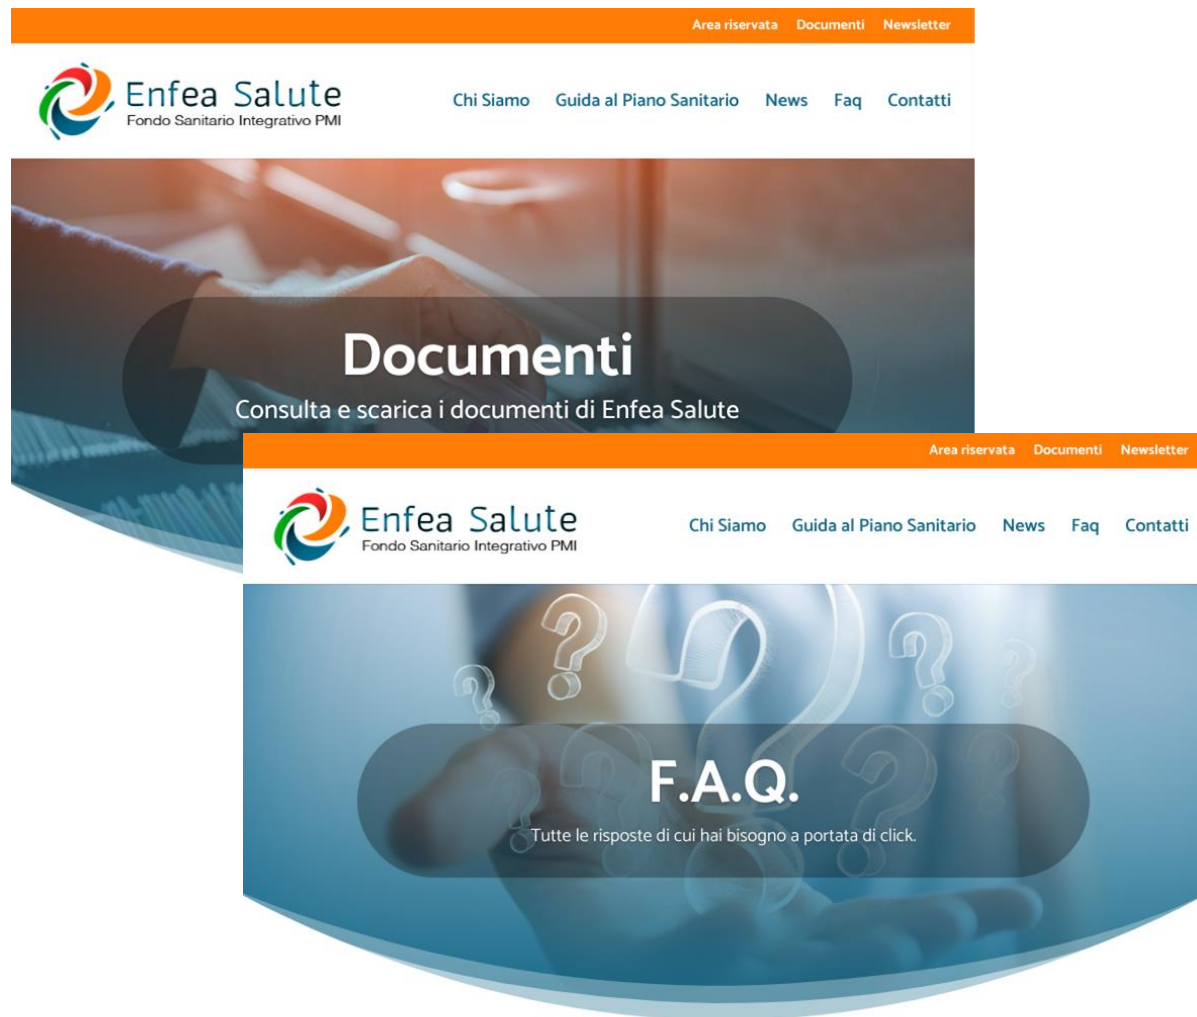 Area riservata Documenti Newsletter
Enfea Salute
Fondo Sanitario Integrativo PMI
Chi Siamo Guida al Piano Sanitario News Faq Contatti
Documenti
Consulta e scarica i documenti di Enfea Salute
Area riservata Documenti Newsletter
Enfea Salute
Fondo Sanitario Integrativo PMI
Chi Siamo Guida al Piano Sanitario News Faq Contatti
F.A.Q.
Tutte le risposte di cui hai bisogno a portata di click.